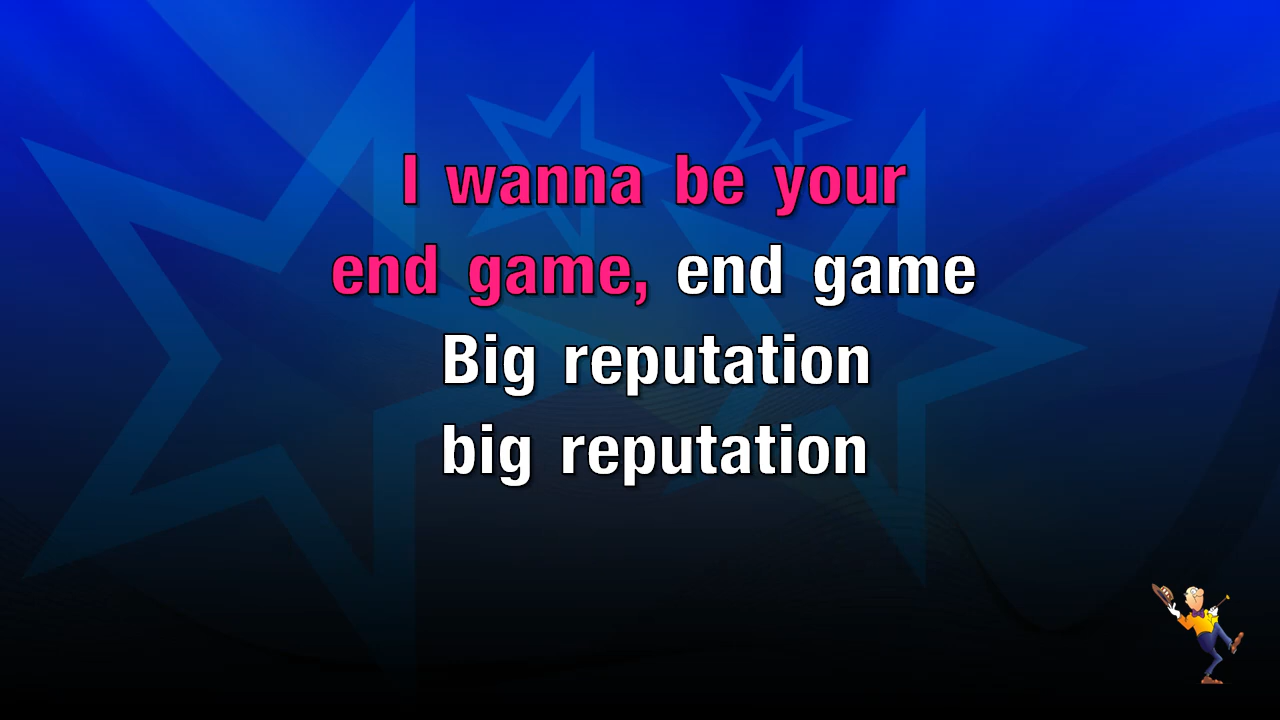 I wanna be your
end game, end game
Big reputation
big reputation